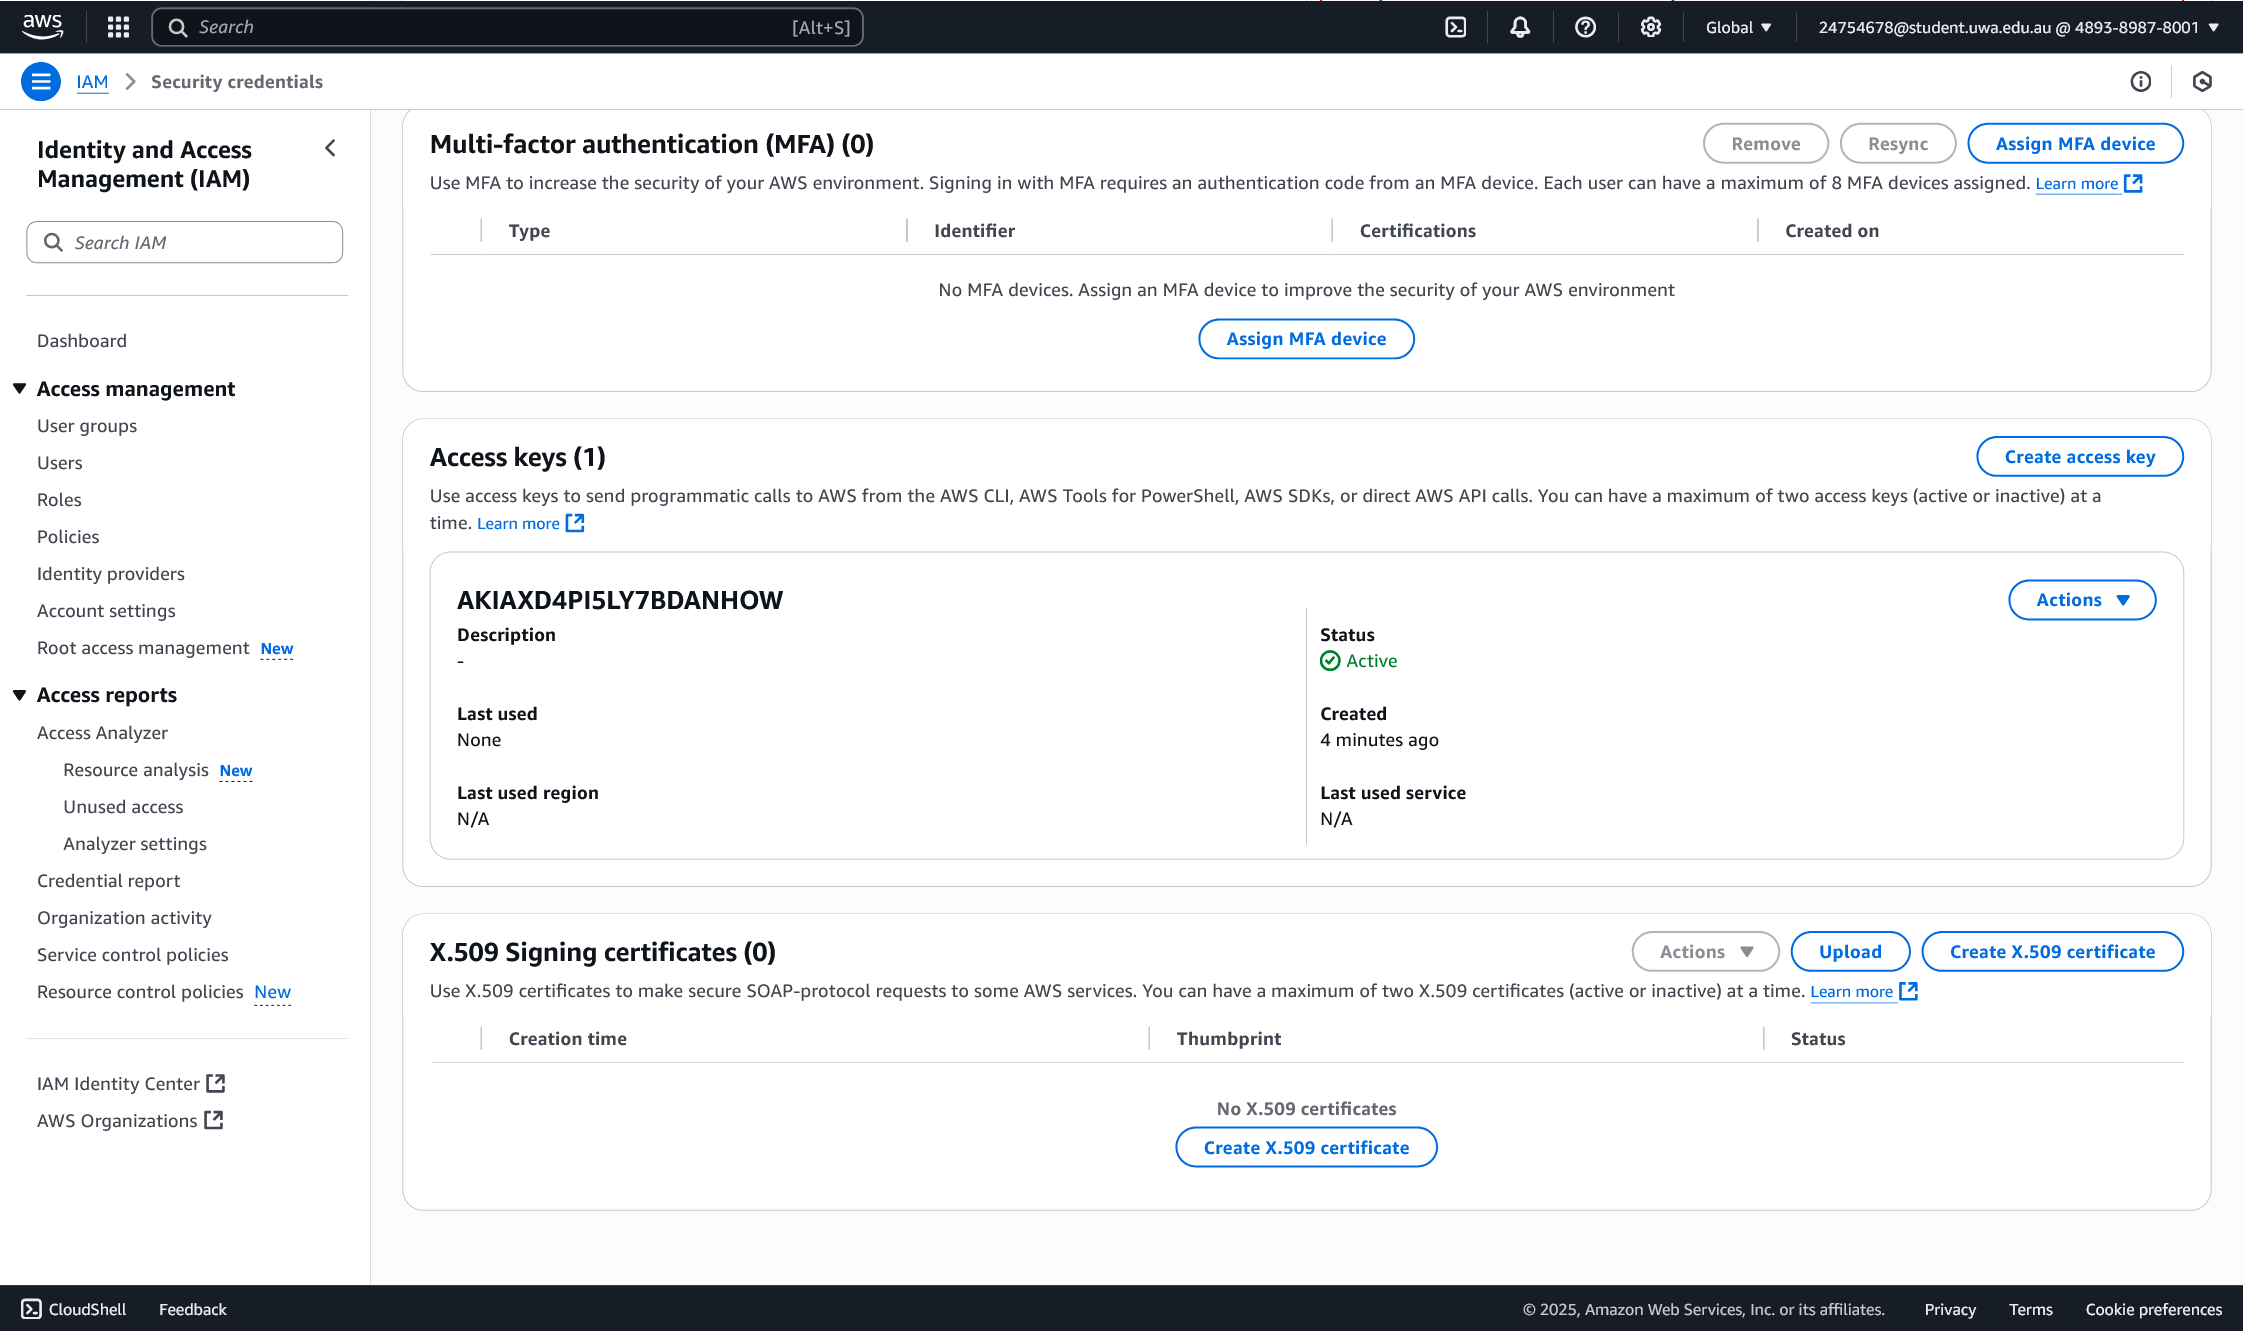 aws
Search [Alt+S]
Global
24754678@student.uwa.edu.au @ 4893-8987-8001
IAM
Security credentials
Identity and Access
Management (IAM)
Search IAM
Dashboard
Access management
User groups
Users
Roles
Policies
Identity providers
Account settings
Root access management New
Access reports
Access Analyzer
Resource analysis New
Unused access
Analyzer settings
Credential report
Organization activity
Service control policies
Resource control policies New
IAM Identity Center
AWS Organizations
Multi-factor authentication (MFA) (0)
Remove
Resync
Assign MFA device
Use MFA to increase the security of your AWS environment. Signing in with MFA requires an authentication code from an MFA device. Each user can have a maximum of 8 MFA devices assigned. Learn more
Type
Identifier
Certifications
Created on
No MFA devices. Assign an MFA device to improve the security of your AWS environment
Assign MFA device
Access keys (1)
Create access key
Use access keys to send programmatic calls to AWS from the AWS CLI, AWS Tools for PowerShell, AWS SDKs, or direct AWS API calls. You can have a maximum of two access keys (active or inactive) at a
time. Learn more
AKIAXD4PI5LY7BDANHOW
Actions
Description
-
Status
Active
Last used
None
Created
4 minutes ago
Last used region
N/A
Last used service
N/A
X.509 Signing certificates (0)
Actions
Upload
Create X.509 certificate
Use X.509 certificates to make secure SOAP-protocol requests to some AWS services. You can have a maximum of two X.509 certificates (active or inactive) at a time. Learn more
Creation time
Thumbprint
Status
No X.509 certificates
Create X.509 certificate
CloudShell
Feedback
© 2025, Amazon Web Services, Inc. or its affiliates.
Privacy
Terms
Cookie preferences